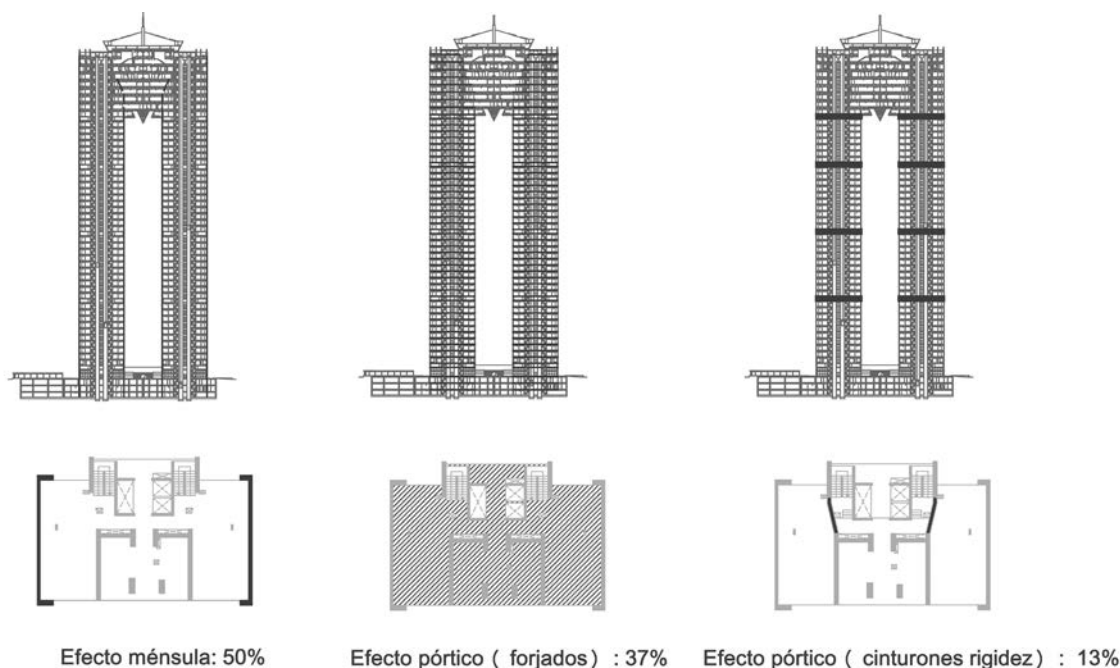 Efecto ménsula: 50%
Efecto pórtico ( forjados) : 37%
Efecto pórtico ( cinturones rigidez) : 13%